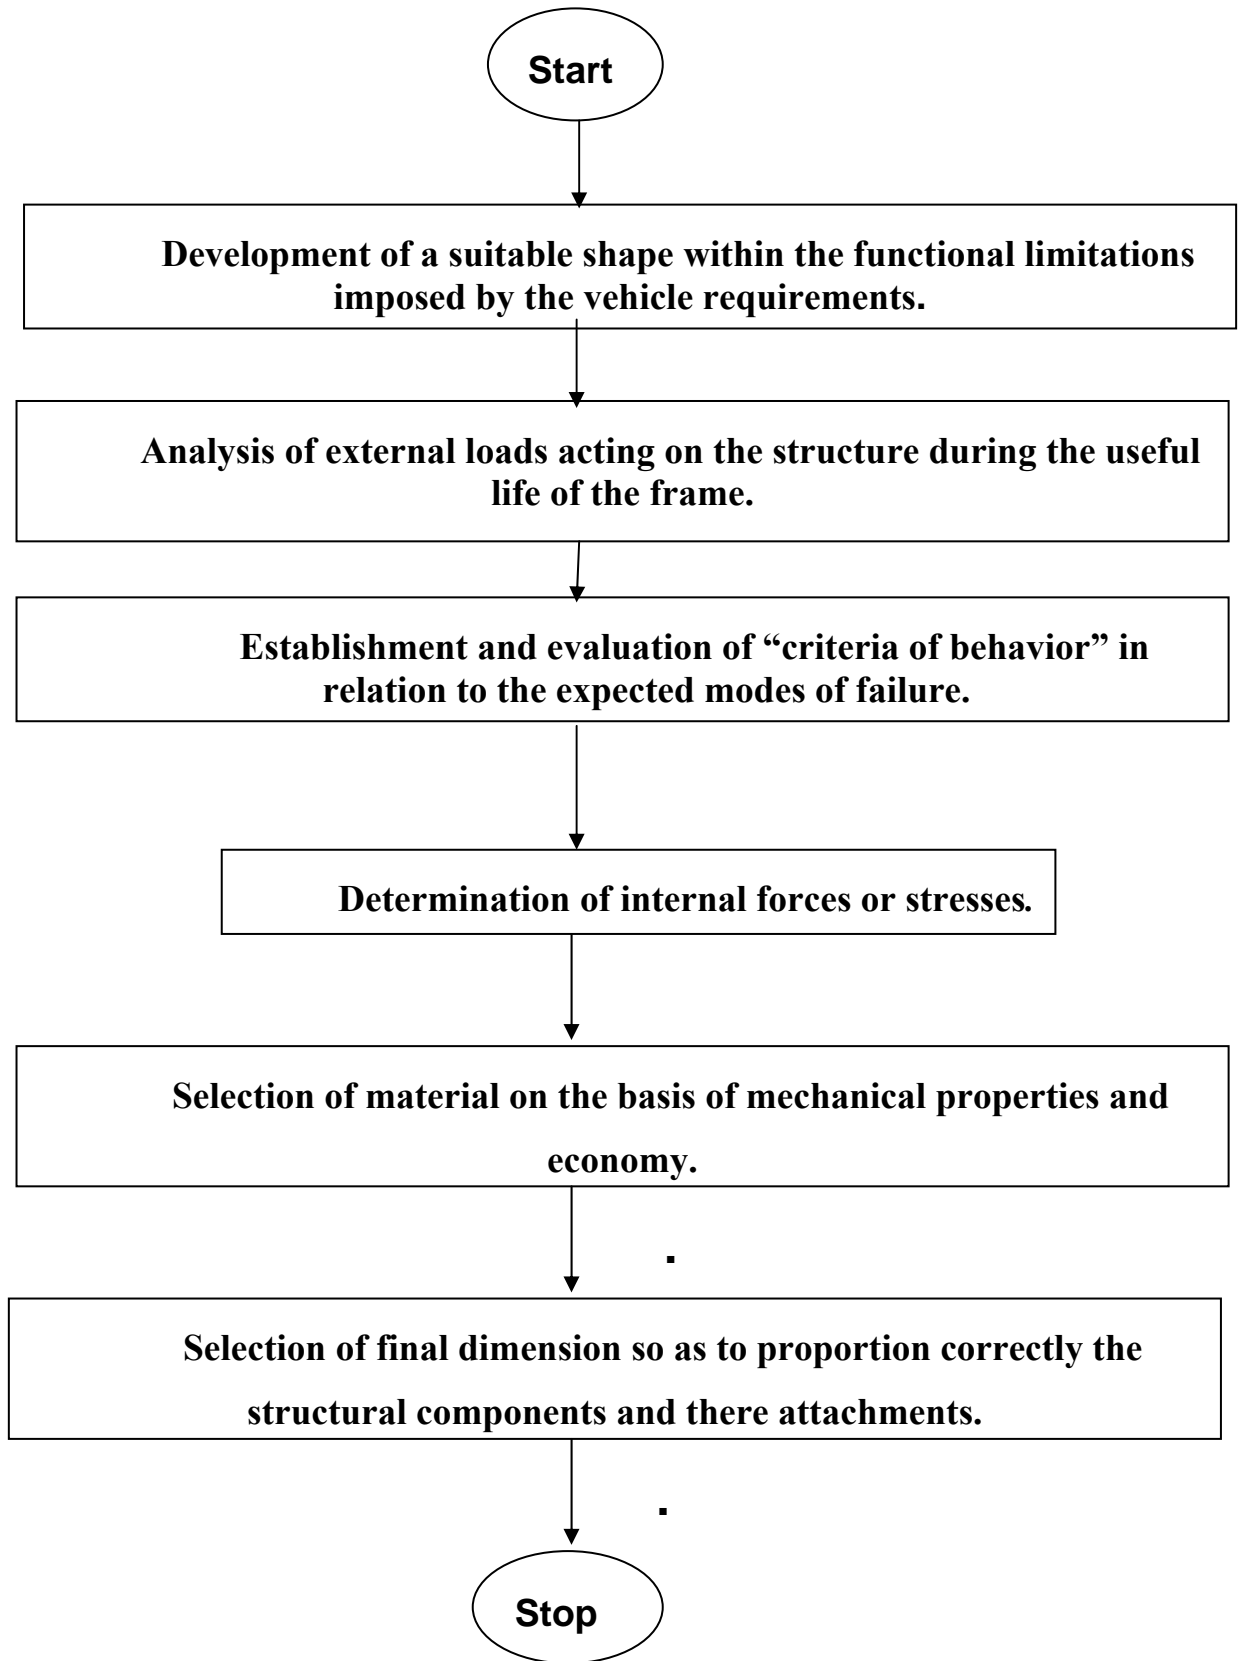 Start
Development of a suitable shape within the functional limitations
imposed by the vehicle requirements.
Analysis of external loads acting on the structure during the useful
life of the frame.
Establishment and evaluation of “criteria of behavior” in
relation to the expected modes of failure.
Determination of internal forces or stresses.
Selection of material on the basis of mechanical properties and
economy.
.
Selection of final dimension so as to proportion correctly the
structural components and there attachments.
.
Stop